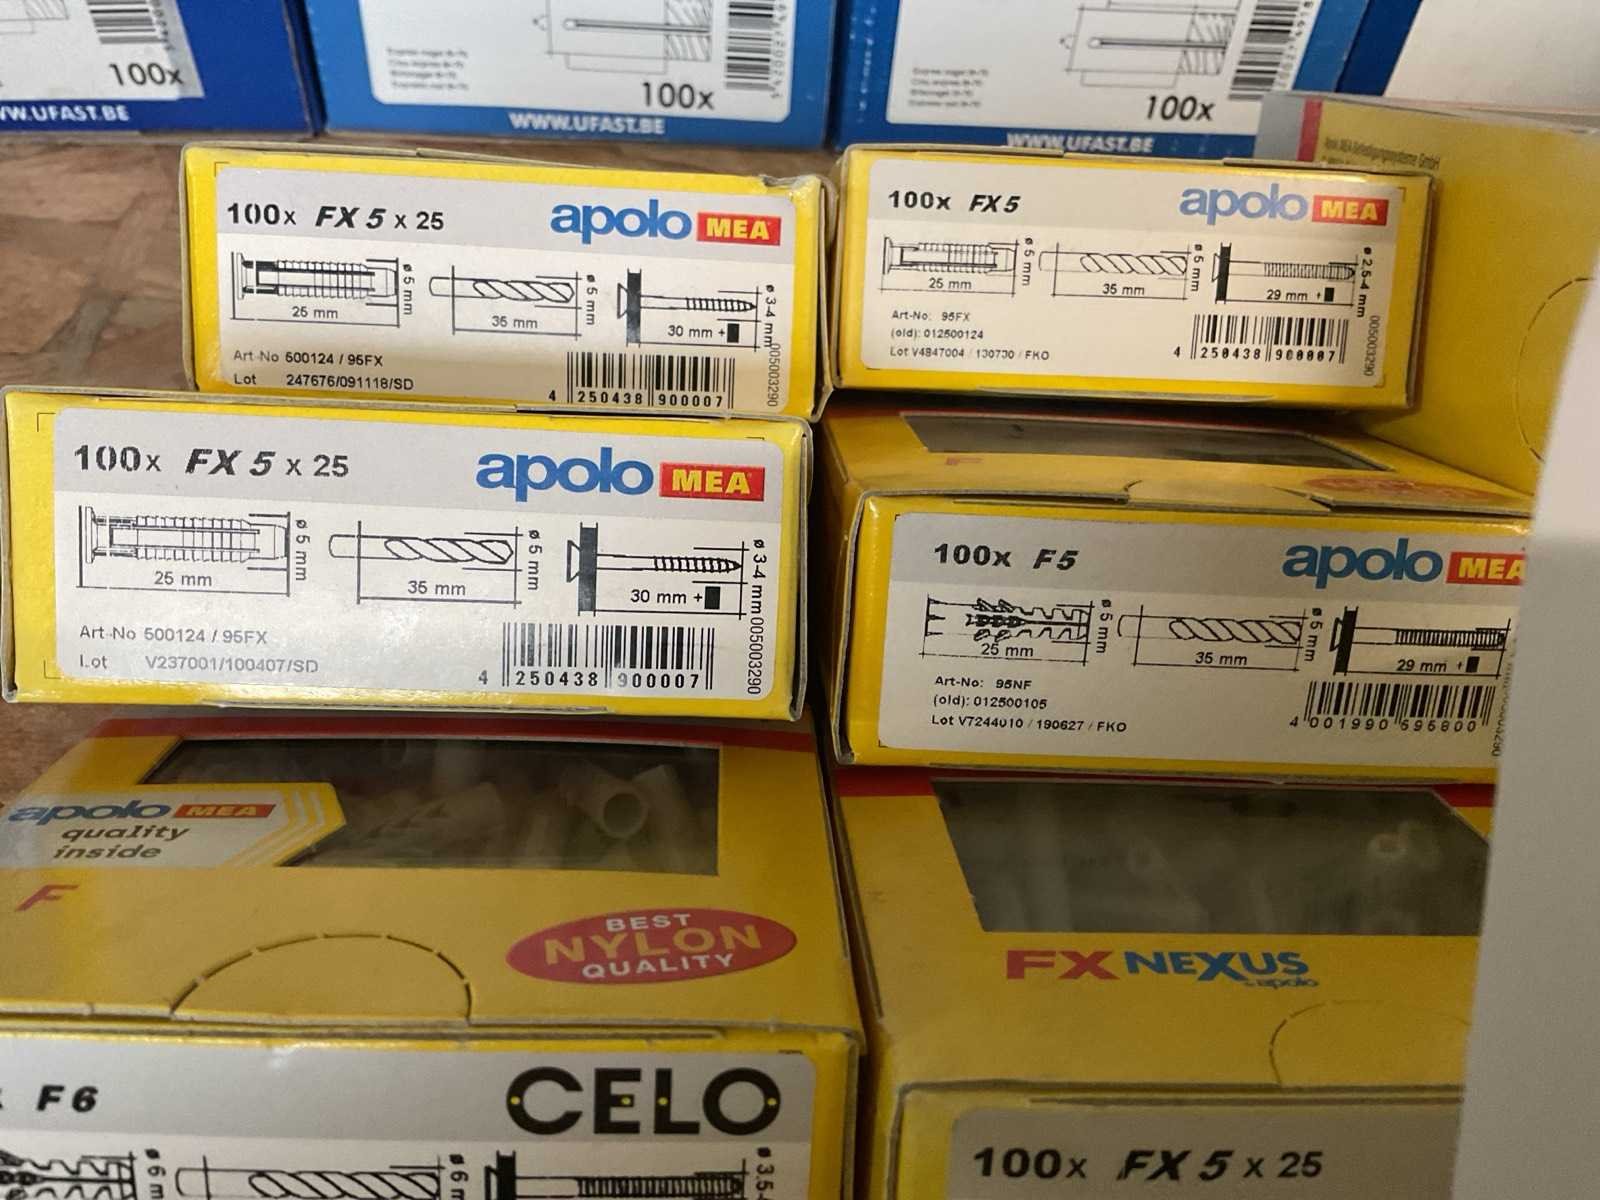 100x
WWW.UFAST.BE
100x
WWW.UFAST.BE
100x
WWW.UFAST.BE
100x FX 5 x 25
apolo MEA
ø 5 mm
25 mm
ø 5 mm
35 mm
ø 3-4 mm
30 mm +
Art-No 500124 / 95FX
Lot 247676/091118/SD
4 250438 900007
005003290
100x FX 5
apolo MEA
ø 5 mm
25 mm
ø 5 mm
35 mm
ø 2,5-4 mm
29 mm +
Art-No: 95FX
(old): 012500124
Lot V4847004 / 130730 / FKO
4 250438 900007
005003290
100x FX 5 x 25
apolo MEA
ø 5 mm
25 mm
ø 5 mm
35 mm
ø 3-4 mm
30 mm +
Art-No 500124 / 95FX
Lot V237001/100407/SD
4 250438 900007
005003290
F
100x F5
apolo MEA
ø 5 mm
25 mm
ø 5 mm
35 mm
29 mm +
Art-No: 95NF
(old): 012500105
Lot V7244010 / 190627 / FKO
4 001990 695800
apolo MEA
quality
inside
F
BEST
NYLON
QUALITY
FX NEXUS
apolo
F6
CELO
ø 6 m
ø 6 m
ø 3,5-
100x FX 5 x 25